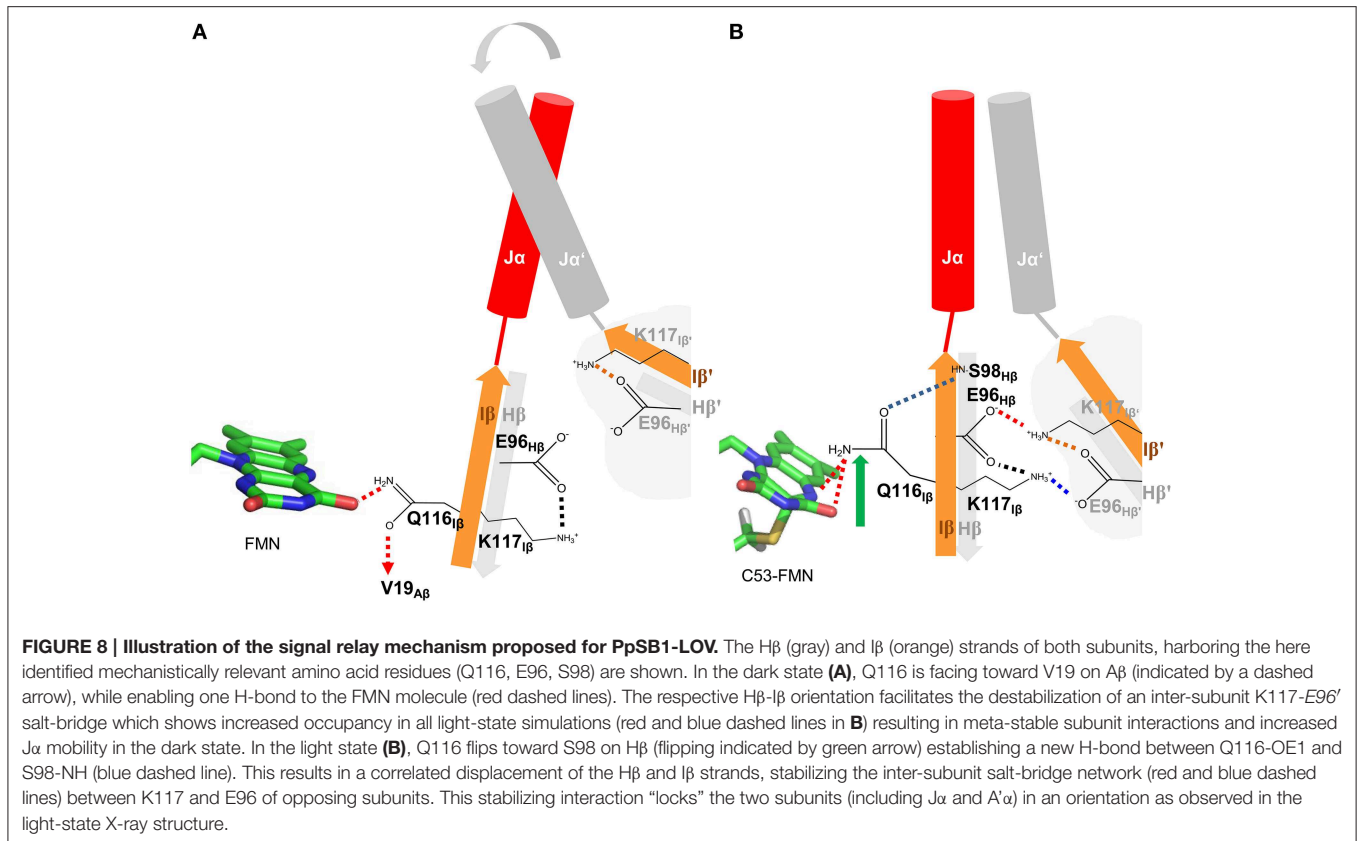 A
B
Jα
Jα‘
Jα
Jα‘
K117Iβ'
+H3N
O
-O
Iβ'
Hβ'
E96Hβ'
Iβ
Hβ
E96Hβ
O-
O
H2N
O
Q116Iβ
K117Iβ
NH3+
V19Aβ
FMN
HN
S98Hβ
E96Hβ
O-
O
K117Iβ'
+H3N
O
-O
Iβ'
Hβ'
E96Hβ'
O
H2N
Q116Iβ
NH3+
K117Iβ
Iβ
Hβ
C53-FMN
FIGURE 8 | Illustration of the signal relay mechanism proposed for PpSB1-LOV. The Hβ (gray) and Iβ (orange) strands of both subunits, harboring the here
identified mechanistically relevant amino acid residues (Q116, E96, S98) are shown. In the dark state (A), Q116 is facing toward V19 on Aβ (indicated by a dashed
arrow), while enabling one H-bond to the FMN molecule (red dashed lines). The respective Hβ-Iβ orientation facilitates the destabilization of an inter-subunit K117-E96′
salt-bridge which shows increased occupancy in all light-state simulations (red and blue dashed lines in B) resulting in meta-stable subunit interactions and increased
Jα mobility in the dark state. In the light state (B), Q116 flips toward S98 on Hβ (flipping indicated by green arrow) establishing a new H-bond between Q116-OE1 and
S98-NH (blue dashed line). This results in a correlated displacement of the Hβ and Iβ strands, stabilizing the inter-subunit salt-bridge network (red and blue dashed
lines) between K117 and E96 of opposing subunits. This stabilizing interaction “locks” the two subunits (including Jα and A’α) in an orientation as observed in the
light-state X-ray structure.